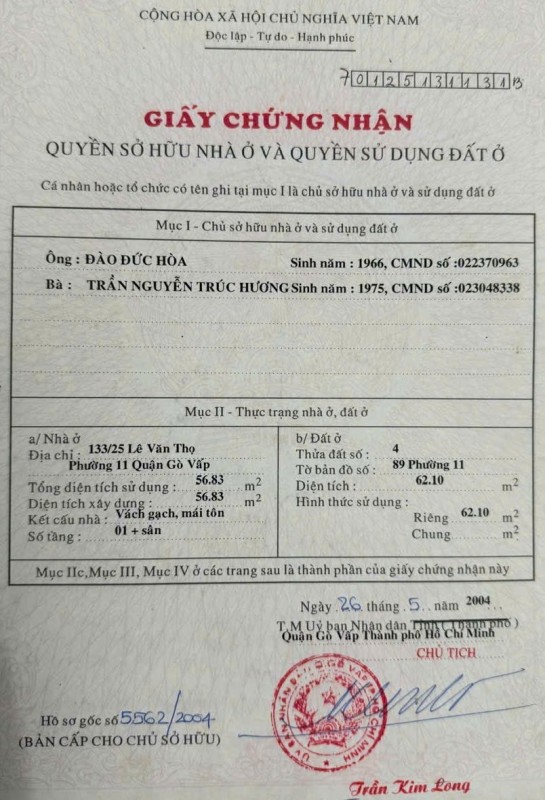 CỘNG HÒA XÃ HỘI CHỦ NGHĨA VIỆT NAM
Độc lập - Tự do - Hạnh phúc
701251311 31B
GIẤY CHỨNG NHẬN
QUYỀN SỞ HỮU NHÀ Ở VÀ QUYỀN SỬ DỤNG ĐẤT Ở
Cá nhân hoặc tổ chức có tên ghi tại mục I là chủ sở hữu nhà ở và sử dụng đất ở
Mục I - Chủ sở hữu nhà ở và sử dụng đất ở
Ông : ĐÀO ĐỨC HÒA Sinh năm : 1966, CMND số :022370963
Bà : TRẦN NGUYỄN TRÚC HƯƠNG Sinh năm : 1975, CMND số :023048338
Mục II - Thực trạng nhà ở, đất ở
a/ Nhà ở
Địa chỉ : 133/25 Lê Văn Thọ
Phường 11 Quận Gò Vấp
Tổng diện tích sử dụng : 56.83 m2
Diện tích xây dựng : 56.83 m2
Kết cấu nhà : Vách gạch, mái tôn
Số tầng : 01 + sân
b/ Đất ở
Thửa đất số : 4
Tờ bản đồ số : 89 Phường 11
Diện tích : 62.10 m2
Hình thức sử dụng :
Riêng 62.10 m2
Chung m2
Mục IIc, Mục III, Mục IV ở các trang sau là thành phần của giấy chứng nhận này
Ngày 26 tháng 5 năm 2004
T.M Uỷ ban Nhân dân Tỉnh (Thành phố)
Quận Gò Vấp Thành phố Hồ Chí Minh
CHỦ TỊCH
Hồ sơ gốc số 5562/2004
(BẢN CẤP CHO CHỦ SỞ HỮU)
Trần Kim Long